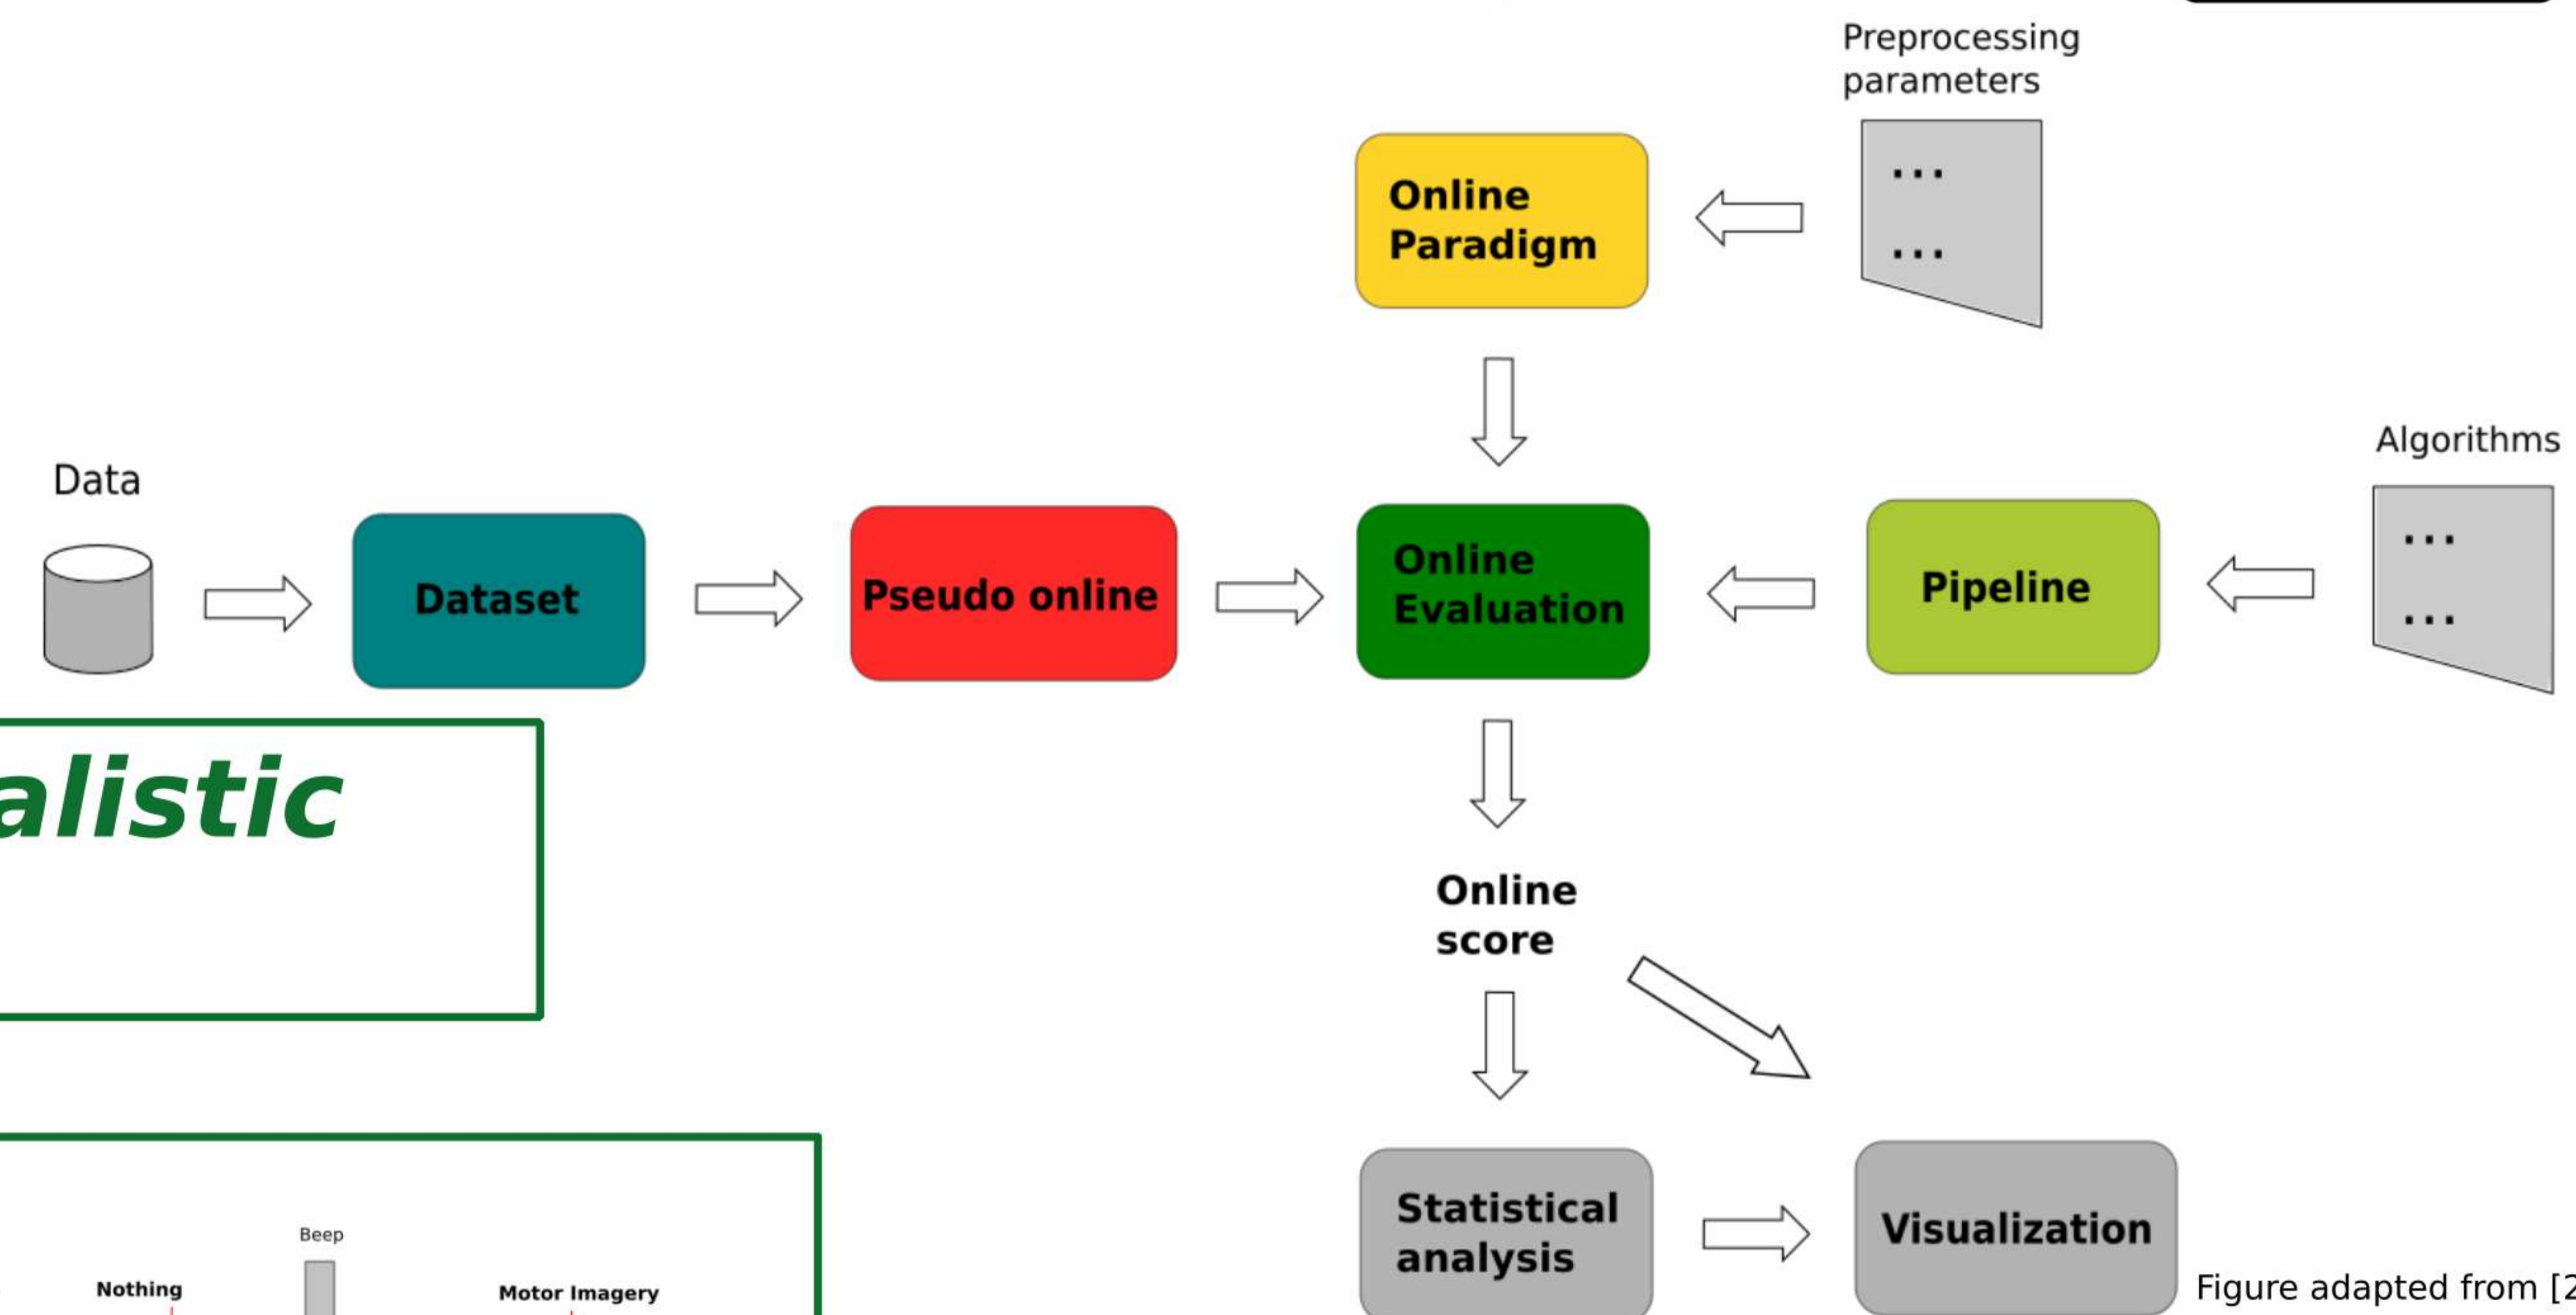 Preprocessing
parameters
...
...
Online
Paradigm
Algorithms
...
...
Data
Dataset
Pseudo online
Online
Evaluation
Pipeline
alistic
Online
score
Statistical
analysis
Visualization
Beep
Nothing
Motor Imagery
Figure adapted from [2